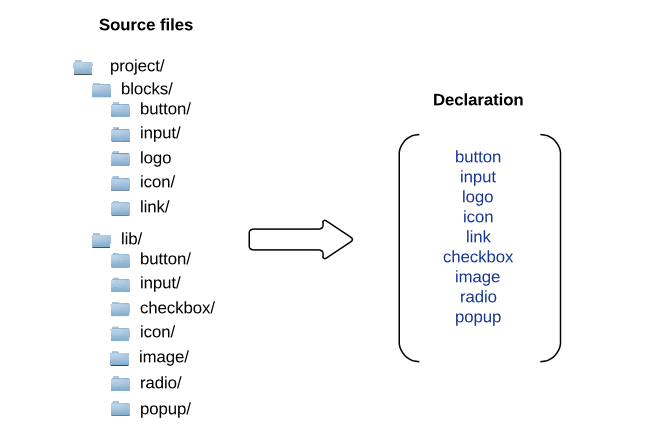 Source files
project/
blocks/
button/
input/
logo
icon/
link/
lib/
button/
input/
checkbox/
icon/
image/
radio/
popup/
Declaration
button
input
logo
icon
link
checkbox
image
radio
popup